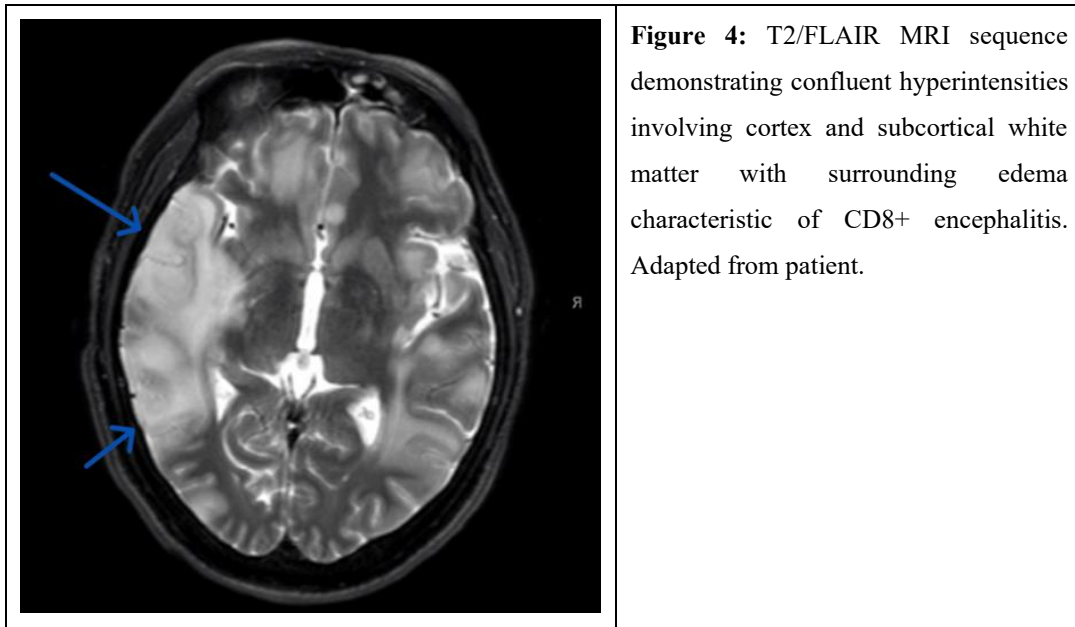 Я
Figure 4: T2/FLAIR MRI sequence
demonstrating confluent hyperintensities
involving cortex and subcortical white
matter with surrounding edema
characteristic of CD8+ encephalitis.
Adapted from patient.